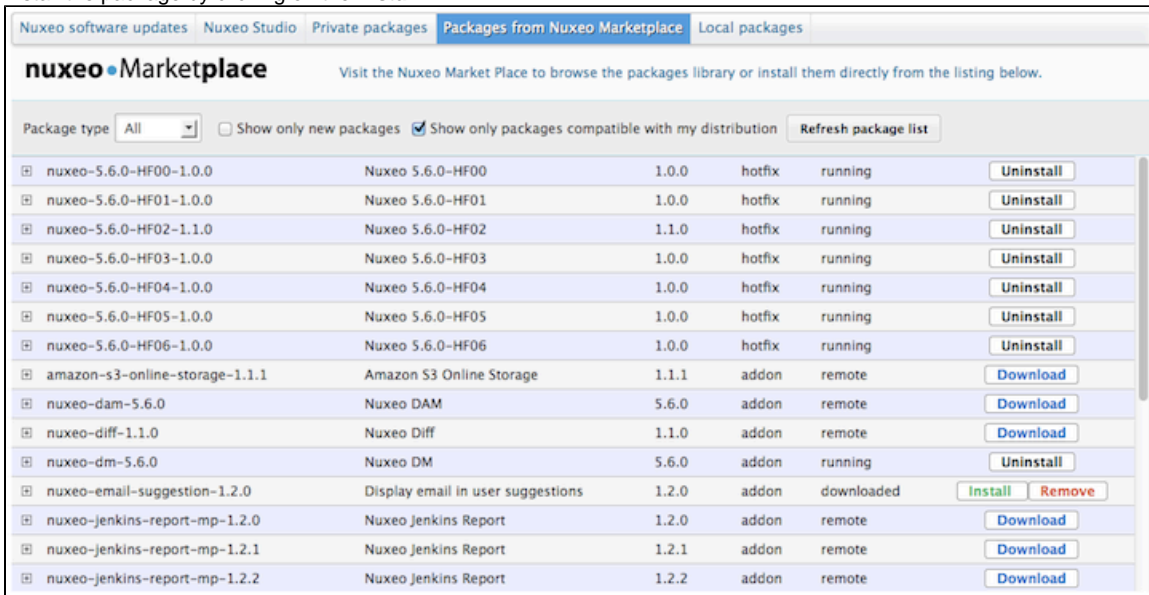 Nuxeo software updates Nuxeo Studio Private packages Packages from Nuxeo Marketplace Local packages
nuxeo Marketplace Visit the Nuxeo Market Place to browse the packages library or install them directly from the listing below.
Package type All Show only new packages Show only packages compatible with my distribution Refresh package list
nuxeo-5.6.0-HF00-1.0.0 Nuxeo 5.6.0-HF00 1.0.0 hotfix running Uninstall
nuxeo-5.6.0-HF01-1.0.0 Nuxeo 5.6.0-HF01 1.0.0 hotfix running Uninstall
nuxeo-5.6.0-HF02-1.1.0 Nuxeo 5.6.0-HF02 1.1.0 hotfix running Uninstall
nuxeo-5.6.0-HF03-1.0.0 Nuxeo 5.6.0-HF03 1.0.0 hotfix running Uninstall
nuxeo-5.6.0-HF04-1.0.0 Nuxeo 5.6.0-HF04 1.0.0 hotfix running Uninstall
nuxeo-5.6.0-HF05-1.0.0 Nuxeo 5.6.0-HF05 1.0.0 hotfix running Uninstall
nuxeo-5.6.0-HF06-1.0.0 Nuxeo 5.6.0-HF06 1.0.0 hotfix running Uninstall
amazon-s3-online-storage-1.1.1 Amazon S3 Online Storage 1.1.1 addon remote Download
nuxeo-dam-5.6.0 Nuxeo DAM 5.6.0 addon remote Download
nuxeo-diff-1.1.0 Nuxeo Diff 1.1.0 addon remote Download
nuxeo-dm-5.6.0 Nuxeo DM 5.6.0 addon running Uninstall
nuxeo-email-suggestion-1.2.0 Display email in user suggestions 1.2.0 addon downloaded Install Remove
nuxeo-jenkins-report-mp-1.2.0 Nuxeo Jenkins Report 1.2.0 addon remote Download
nuxeo-jenkins-report-mp-1.2.1 Nuxeo Jenkins Report 1.2.1 addon remote Download
nuxeo-jenkins-report-mp-1.2.2 Nuxeo Jenkins Report 1.2.2 addon remote Download